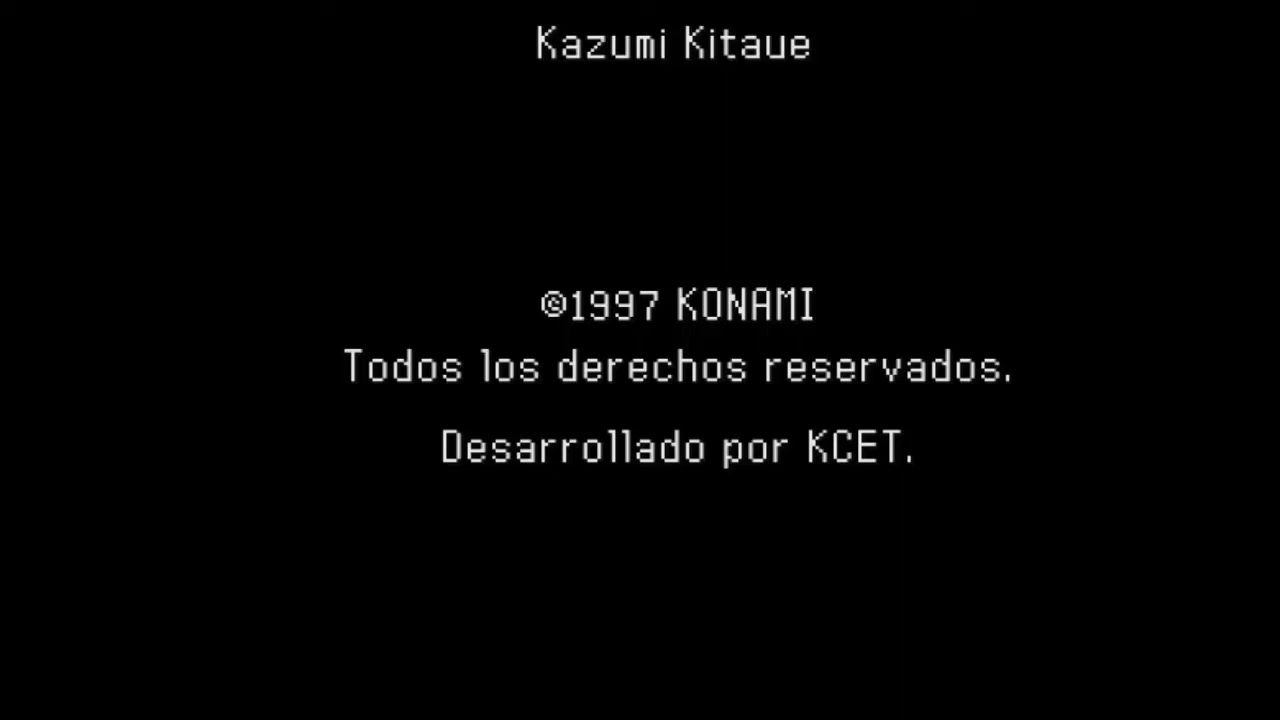 Kazumi Kitaue
©1997 KONAMI
Todos los derechos reservados.
Desarrollado por KCET.